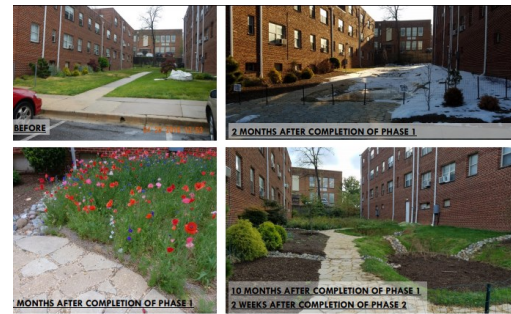 BEFORE
2 MONTHS AFTER COMPLETION OF PHASE 1
MONTHS AFTER COMPLETION OF PHASE 1
10 MONTHS AFTER COMPLETION OF PHASE 1
2 WEEKS AFTER COMPLETION OF PHASE 2